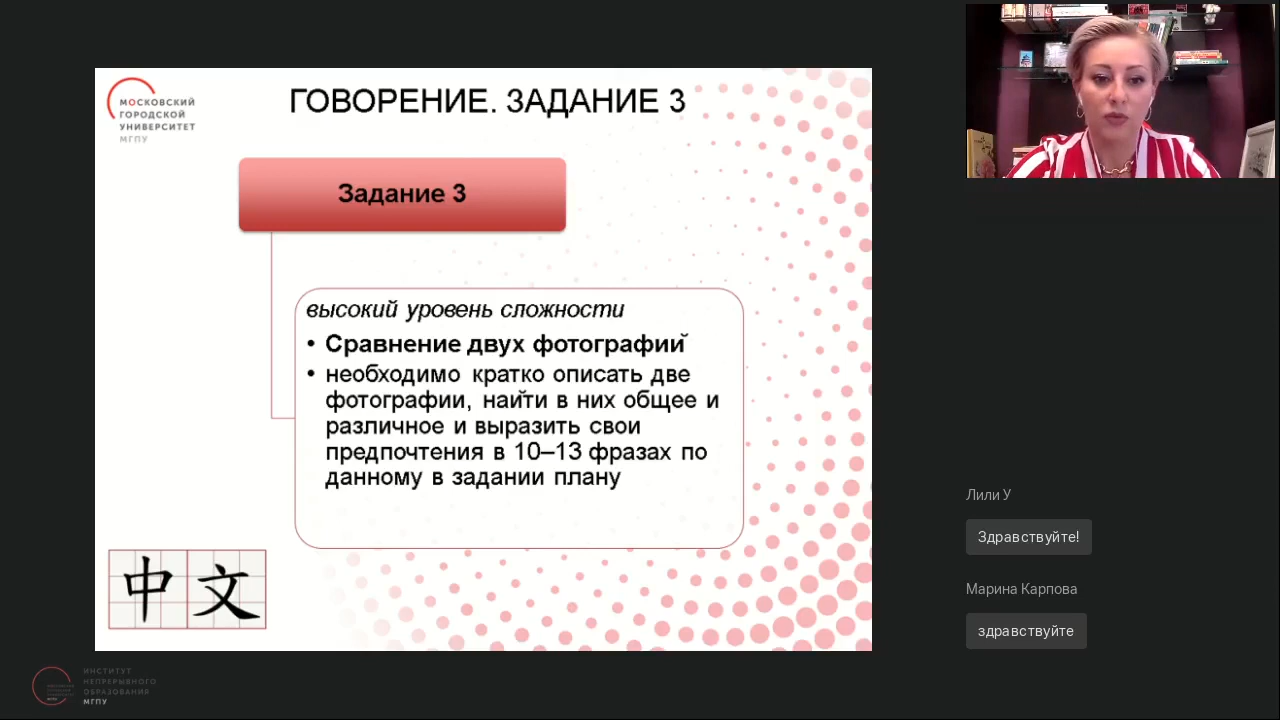 МОСКОВСКИЙ
ГОРОДСКОЙ
УНИВЕРСИТЕТ
МГПУ
ГОВОРЕНИЕ. ЗАДАНИЕ 3
Задание 3
высокий уровень сложности
• Сравнение двух фотографий
• необходимо кратко описать две
фотографии, найти в них общее и
различное и выразить свои
предпочтения в 10–13 фразах по
данному в задании плану
中文
ИНСТИТУТ
НЕПРЕРЫВНОГО
ОБРАЗОВАНИЯ
МГПУ
Лили У
Здравствуйте!
Марина Карпова
здравствуйте